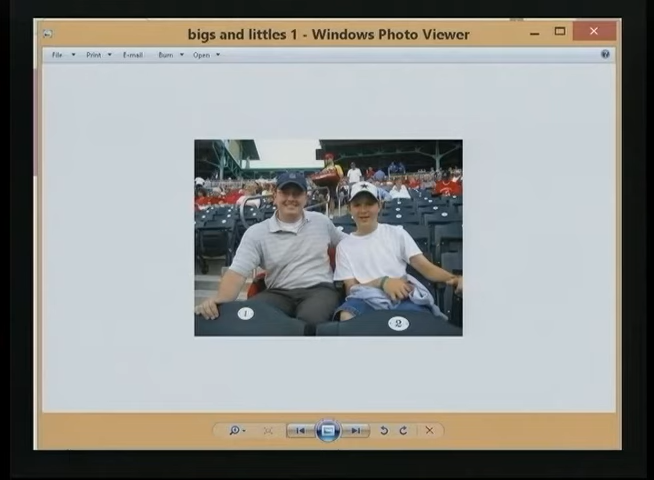 bigs and littles 1 - Windows Photo Viewer
File Print E-mail Burn Open
1 2